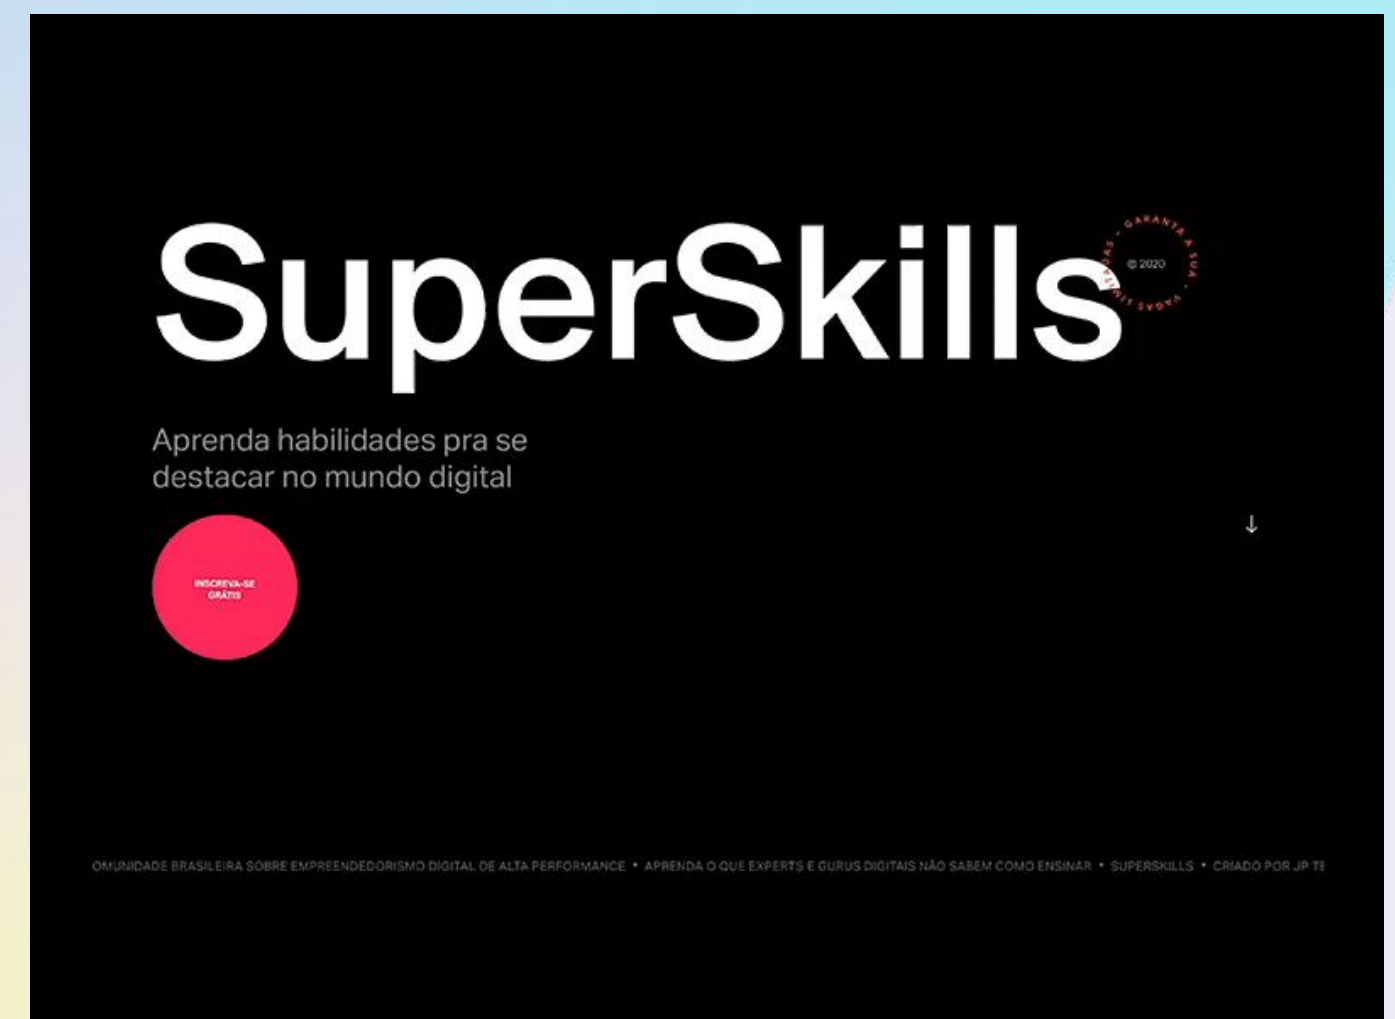 SuperSkills
GARANTA A SUA - VAGAS LIMITADAS -
© 2020
Aprenda habilidades pra se
destacar no mundo digital
INSCREVA-SE
GRÁTIS
↓
OMUNIDADE BRASILEIRA SOBRE EMPREENDEDORISMO DIGITAL DE ALTA PERFORMANCE • APRENDA O QUE EXPERTS E GURUS DIGITAIS NÃO SABEM COMO ENSINAR • SUPERSKILLS • CRIADO POR JP